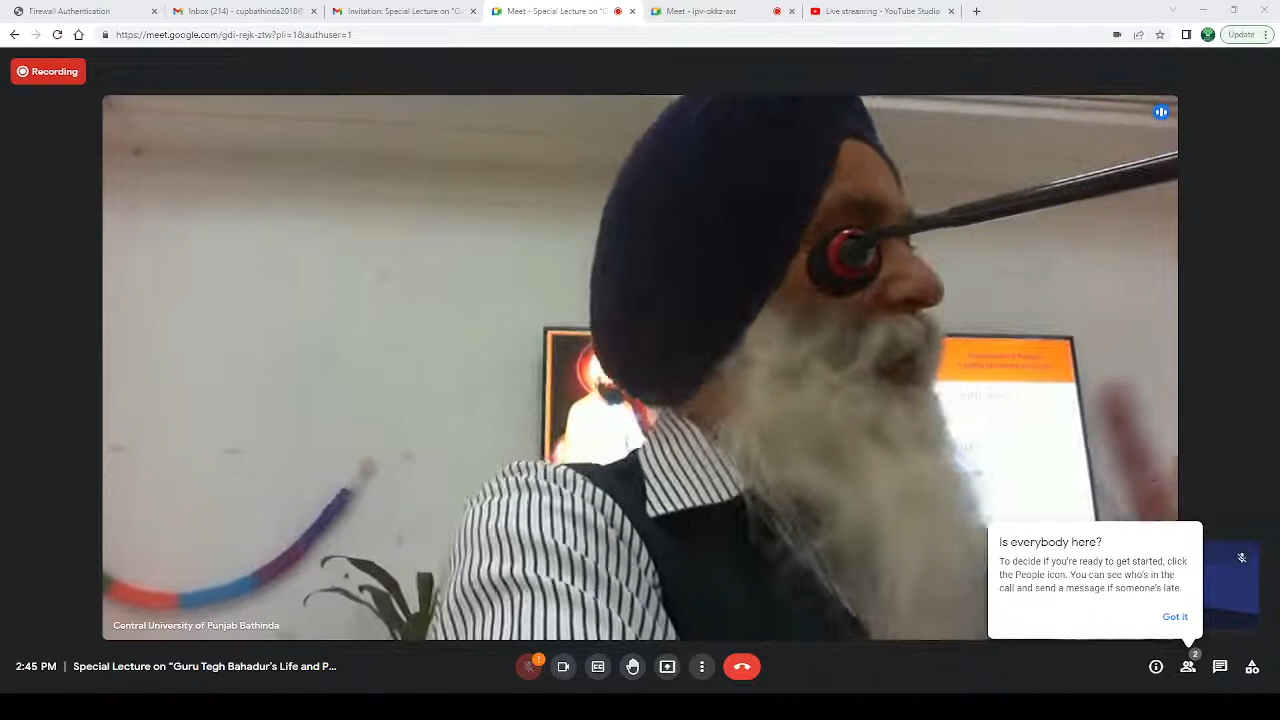 Firewall Authentication
Inbox (214) - cupbathinda2018@
Invitation: Special Lecture on "Gu
Meet - Special Lecture on "G
Meet - ipv-okkz-axr
Live streaming - YouTube Studio
https://meet.google.com/gdi-rejk-ztw?pli=1&authuser=1
Update
Recording
Is everybody here?
To decide if you're ready to get started, click
the People icon. You can see who's in the
call and send a message if someone's late.
Got it
Central University of Punjab Bathinda
2:45 PM | Special Lecture on "Guru Tegh Bahadur's Life and P...
2